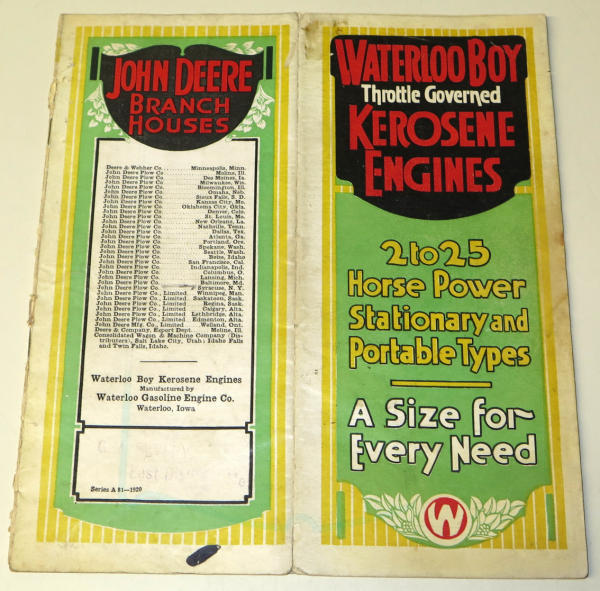 JOHN DEERE
BRANCH
HOUSES
Deere & Webber Co. Minneapolis, Minn.
John Deere Plow Co. Moline, Ill.
John Deere Plow Co. Des Moines, Ia.
John Deere Plow Co. Milwaukee, Wis.
John Deere Plow Co. Bloomington, Ill.
John Deere Plow Co. Omaha, Neb.
John Deere Plow Co. Sioux Falls, S. D.
John Deere Plow Co. Kansas City, Mo.
John Deere Plow Co. Oklahoma City, Okla.
John Deere Plow Co. Denver, Colo.
John Deere Plow Co. St. Louis, Mo.
John Deere Plow Co. New Orleans, La.
John Deere Plow Co. Nashville, Tenn.
John Deere Plow Co. Dallas, Tex.
John Deere Plow Co. Atlanta, Ga.
John Deere Plow Co. Portland, Ore.
John Deere Plow Co. Spokane, Wash.
John Deere Plow Co. Seattle, Wash.
John Deere Plow Co. Boise, Idaho
John Deere Plow Co. San Francisco, Cal.
John Deere Plow Co. Indianapolis, Ind.
John Deere Plow Co. Columbus, O.
John Deere Plow Co. Lansing, Mich.
John Deere Plow Co. Baltimore, Md.
John Deere Plow Co. Syracuse, N. Y.
John Deere Plow Co., Limited Winnipeg, Man.
John Deere Plow Co., Limited Saskatoon, Sask.
John Deere Plow Co., Limited Regina, Sask.
John Deere Plow Co., Limited Calgary, Alta.
John Deere Plow Co., Limited Lethbridge, Alta.
John Deere Plow Co., Limited Edmonton, Alta.
John Deere Mfg. Co., Limited Welland, Ont.
Deere & Company, Export Dept. Moline, Ill.
Consolidated Wagon & Machine Company (Dis-
tributers), Salt Lake City, Utah; Idaho Falls
and Twin Falls, Idaho.
Waterloo Boy Kerosene Engines
Manufactured by
Waterloo Gasoline Engine Co.
Waterloo, Iowa
Series A 81—1920
WATERLOO BOY
Throttle Governed
KEROSENE
ENGINES
2 to 25
Horse Power
Stationary and
Portable Types
A Size for
Every Need
W